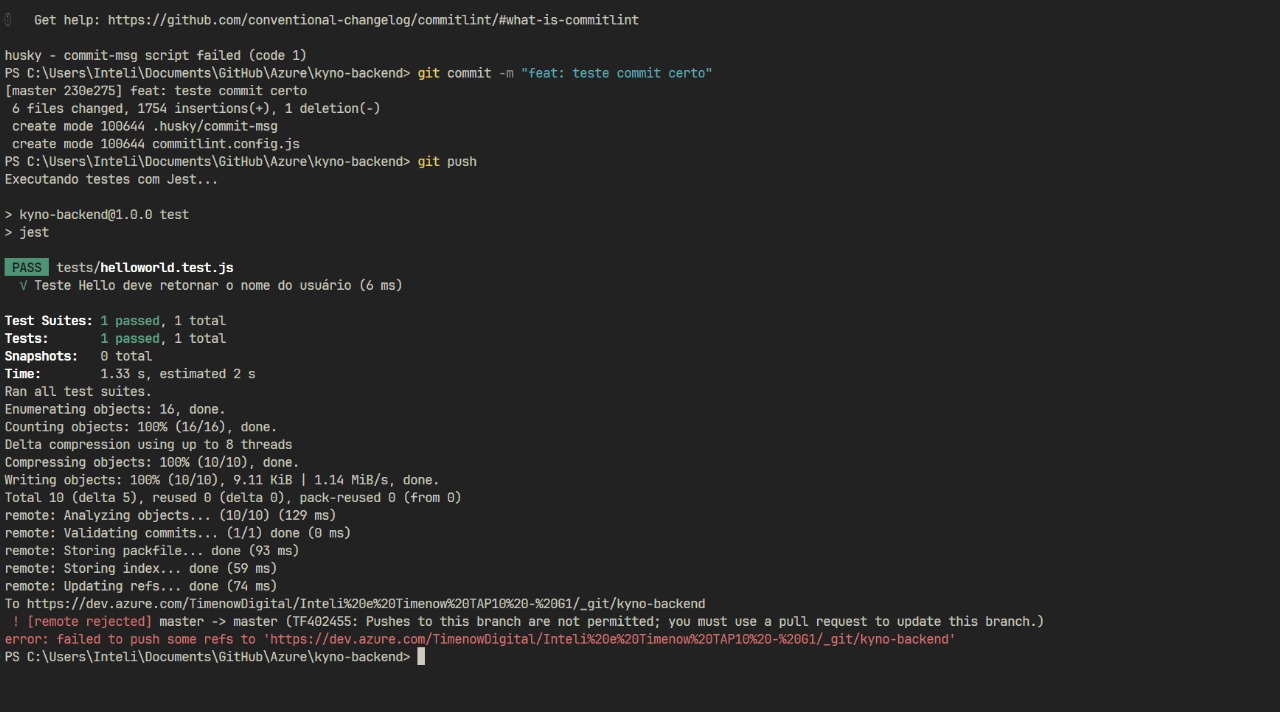 Get help: https://github.com/conventional-changelog/commitlint/#what-is-commitlint
husky - commit-msg script failed (code 1)
PS C:\Users\Inteli\Documents\GitHub\Azure\kyno-backend> git commit -m "feat: teste commit certo"
[master 230e275] feat: teste commit certo
6 files changed, 1754 insertions(+), 1 deletion(-)
create mode 100644 .husky/commit-msg
create mode 100644 commitlint.config.js
PS C:\Users\Inteli\Documents\GitHub\Azure\kyno-backend> git push
Executando testes com Jest...
> kyno-backend@1.0.0 test
> jest
PASS tests/helloworld.test.js
√ Teste Hello deve retornar o nome do usuário (6 ms)
Test Suites: 1 passed, 1 total
Tests: 1 passed, 1 total
Snapshots: 0 total
Time: 1.33 s, estimated 2 s
Ran all test suites.
Enumerating objects: 16, done.
Counting objects: 100% (16/16), done.
Delta compression using up to 8 threads
Compressing objects: 100% (10/10), done.
Writing objects: 100% (10/10), 9.11 KiB | 1.14 MiB/s, done.
Total 10 (delta 5), reused 0 (delta 0), pack-reused 0 (from 0)
remote: Analyzing objects... (10/10) (129 ms)
remote: Validating commits... (1/1) done (0 ms)
remote: Storing packfile... done (93 ms)
remote: Storing index... done (59 ms)
remote: Updating refs... done (74 ms)
To https://dev.azure.com/TimenowDigital/Inteli%20e%20Timenow%20TAP10%20-%20G1/_git/kyno-backend
! [remote rejected] master -> master (TF402455: Pushes to this branch are not permitted; you must use a pull request to update this branch.)
error: failed to push some refs to 'https://dev.azure.com/TimenowDigital/Inteli%20e%20Timenow%20TAP10%20-%20G1/_git/kyno-backend'
PS C:\Users\Inteli\Documents\GitHub\Azure\kyno-backend>